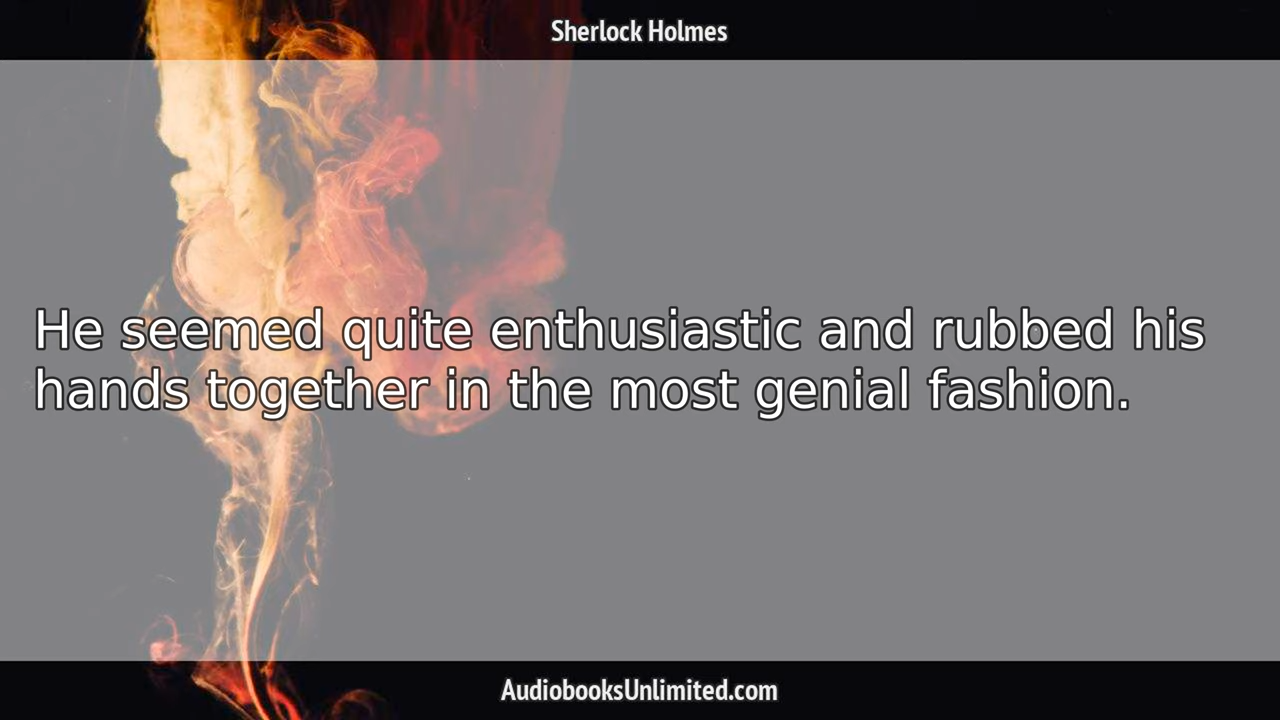 Sherlock Holmes
He seemed quite enthusiastic and rubbed his
hands together in the most genial fashion.
AudiobooksUnlimited.com